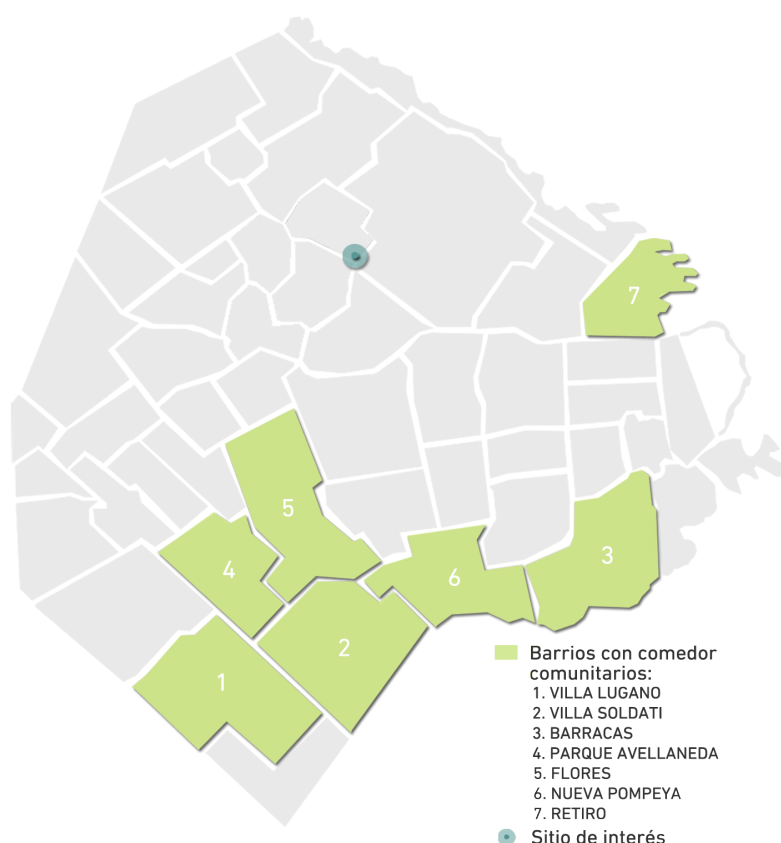 7
5
4
6
3
2
1
Barrios con comedor
comunitarios:
1. VILLA LUGANO
2. VILLA SOLDATI
3. BARRACAS
4. PARQUE AVELLANEDA
5. FLORES
6. NUEVA POMPEYA
7. RETIRO
Sitio de interés